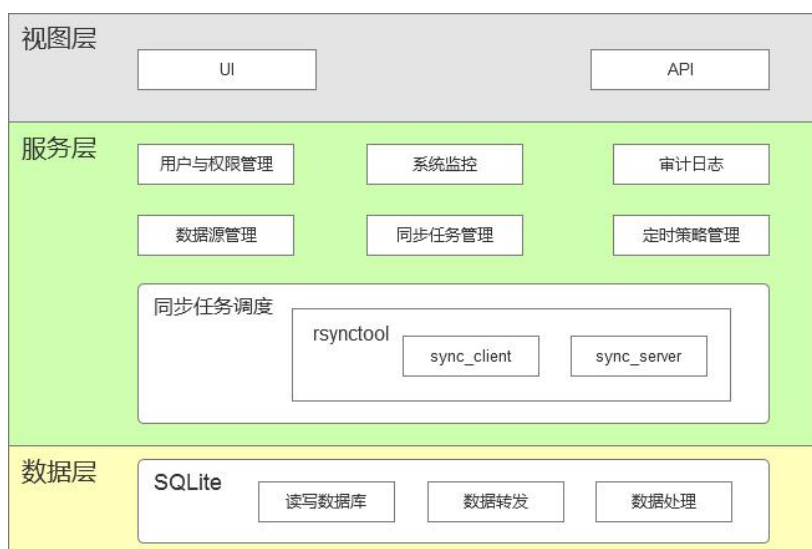 视图层
UI
API
服务层
用户与权限管理
系统监控
审计日志
数据源管理
同步任务管理
定时策略管理
同步任务调度
rsynctool
sync_client
sync_server
数据层
SQLite
读写数据库
数据转发
数据处理